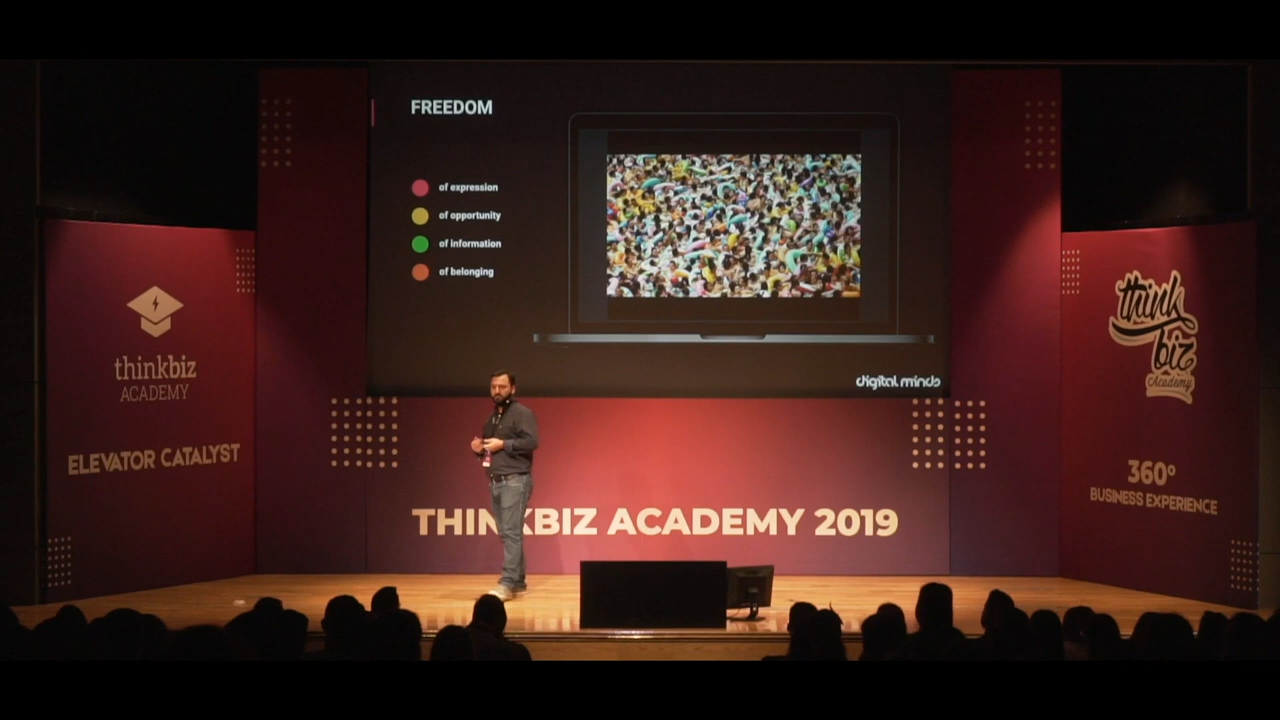 FREEDOM
of expression
of opportunity
of information
of belonging
digital minds
thinkbiz
ACADEMY
ELEVATOR CATALYST
THINKBIZ ACADEMY 2019
think
biz
Academy
360°
BUSINESS EXPERIENCE